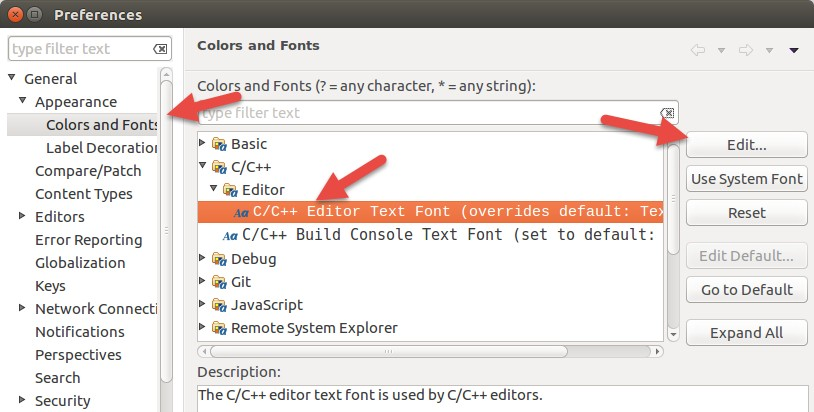 Preferences
type filter text
General
Appearance
Colors and Fonts
Label Decoration
Compare/Patch
Content Types
Editors
Error Reporting
Globalization
Keys
Network Connecti
Notifications
Perspectives
Search
Security
Colors and Fonts
Colors and Fonts (? = any character, * = any string):
type filter text
Basic
C/C++
Editor
Aa C/C++ Editor Text Font (overrides default: Tex
Aa C/C++ Build Console Text Font (set to default:
Debug
Git
JavaScript
Remote System Explorer
Edit...
Use System Font
Reset
Edit Default...
Go to Default
Expand All
Description:
The C/C++ editor text font is used by C/C++ editors.